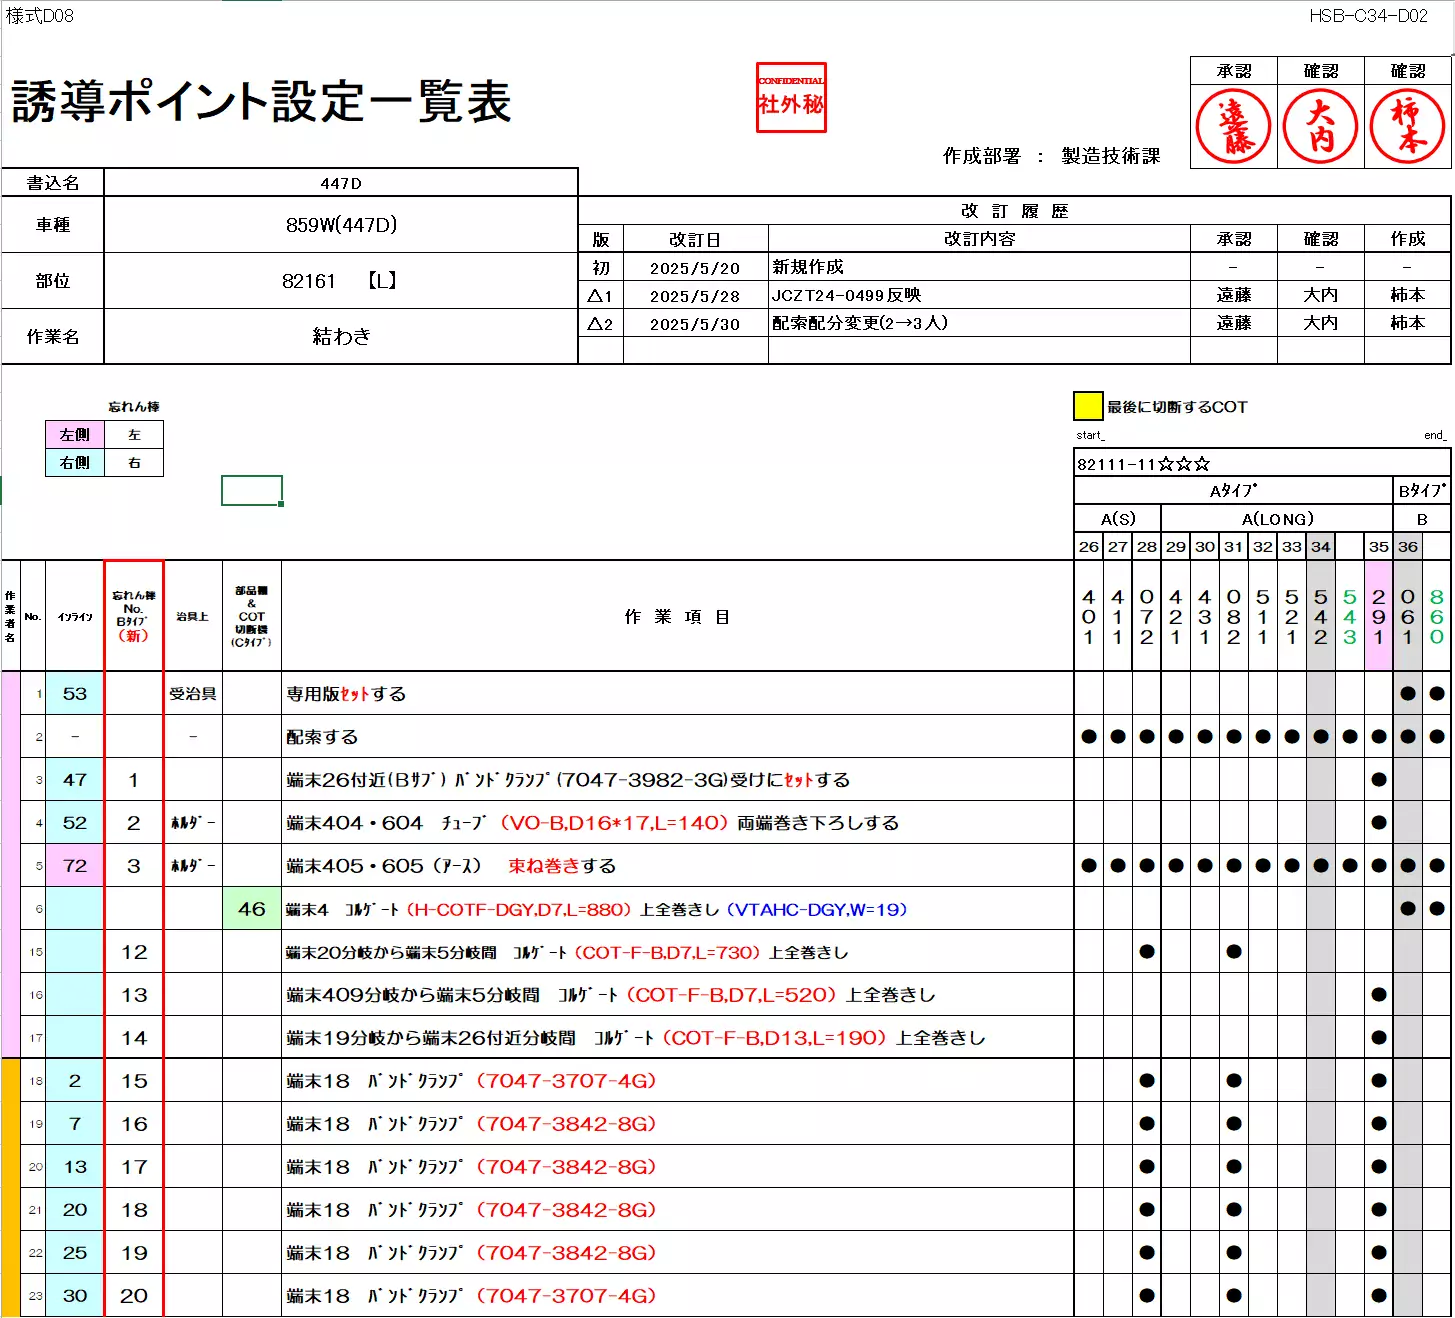 様式D08
HSB-C34-D02
誘導ポイント設定一覧表
CONFIDENTIAL
社外秘
承認 確認 確認
遠藤 大内 柿本
作成部署 ： 製造技術課
書込名 447D
車種 859W(447D)
部位 82161 【L】
作業名 結わき
改 訂 履 歴
版 改訂日 改訂内容 承認 確認 作成
初 2025/5/20 新規作成 － － －
△1 2025/5/28 JCZT24-0499反映 遠藤 大内 柿本
△2 2025/5/30 配索配分変更(2→3人) 遠藤 大内 柿本
忘れん棒
左側 左
右側 右
最後に切断するCOT
start_ end_
82111-11☆☆☆
Aﾀｲﾌﾟ Bﾀｲﾌﾟ
A(S) A(LONG) B
26 27 28 29 30 31 32 33 34 35 36
作業者名 No. ｲﾝﾗｲﾝ 忘れん棒 No. Bﾀｲﾌﾟ (新) 治具上 部品棚 & COT 切断機 (Cﾀｲﾌﾟ) 作 業 項 目 401 411 072 421 431 082 511 521 542 543 291 061 860
1 53 受治具 専用版ｾｯﾄする ● ●
2 － － 配索する ● ● ● ● ● ● ● ● ● ● ● ● ●
3 47 1 端末26付近(Bｻﾌﾞ) ﾊﾞﾝﾄﾞｸﾗﾝﾌﾟ(7047-3982-3G)受けにｾｯﾄする ●
4 52 2 ﾎﾙﾀﾞｰ 端末404・604 ﾁｭｰﾌﾞ (VO-B,D16*17,L=140) 両端巻き下ろしする ●
5 72 3 ﾎﾙﾀﾞｰ 端末405・605 (ｱｰｽ) 束ね巻きする ● ● ● ● ● ● ● ● ● ● ● ● ●
6 46 端末4 ｺﾙｹﾞｰﾄ (H-COTF-DGY,D7,L=880) 上全巻きし (VTAHC-DGY,W=19) ● ●
15 12 端末20分岐から端末5分岐間 ｺﾙｹﾞｰﾄ (COT-F-B,D7,L=730) 上全巻きし ● ●
16 13 端末409分岐から端末5分岐間 ｺﾙｹﾞｰﾄ (COT-F-B,D7,L=520) 上全巻きし ●
17 14 端末19分岐から端末26付近分岐間 ｺﾙｹﾞｰﾄ (COT-F-B,D13,L=190) 上全巻きし ●
18 2 15 端末18 ﾊﾞﾝﾄﾞｸﾗﾝﾌﾟ (7047-3707-4G) ● ● ●
19 7 16 端末18 ﾊﾞﾝﾄﾞｸﾗﾝﾌﾟ (7047-3842-8G) ● ● ●
20 13 17 端末18 ﾊﾞﾝﾄﾞｸﾗﾝﾌﾟ (7047-3842-8G) ● ● ●
21 20 18 端末18 ﾊﾞﾝﾄﾞｸﾗﾝﾌﾟ (7047-3842-8G) ● ● ●
22 25 19 端末18 ﾊﾞﾝﾄﾞｸﾗﾝﾌﾟ (7047-3842-8G) ● ● ●
23 30 20 端末18 ﾊﾞﾝﾄﾞｸﾗﾝﾌﾟ (7047-3707-4G) ● ● ●